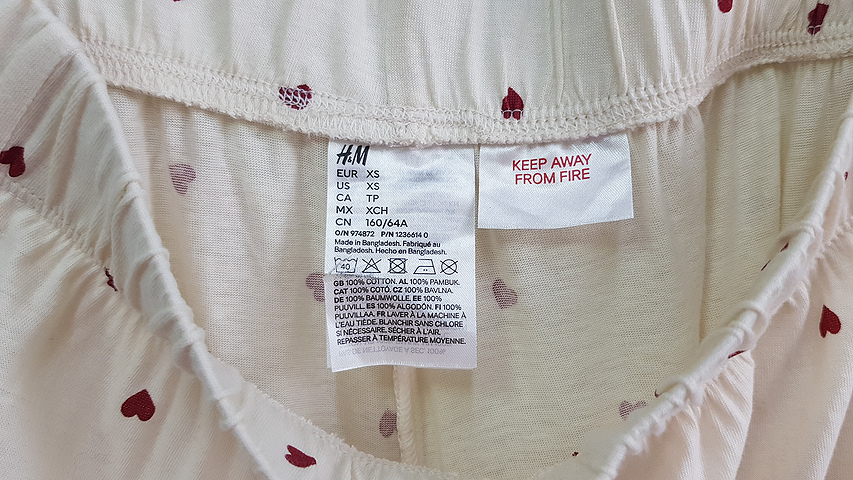 H&M
EUR XS
US XS
CA TP
MX XCH
CN 160/64A
O/N 974872 P/N 1236614 0
Made in Bangladesh. Fabriqué au
Bangladesh. Hecho en Bangladesh.
40
GB 100% COTTON. AL 100% PAMBUK.
CAT 100% COTÓ. CZ 100% BAVLNA.
DE 100% BAUMWOLLE. EE 100%
PUUVILL. ES 100% ALGODÓN. FI 100%
PUUVILLAA. FR LAVER À LA MACHINE À
L'EAU TIÈDE. BLANCHIR SANS CHLORE
SI NÉCESSAIRE. SÉCHER À L'AIR.
REPASSER À TEMPÉRATURE MOYENNE.
KEEP AWAY
FROM FIRE